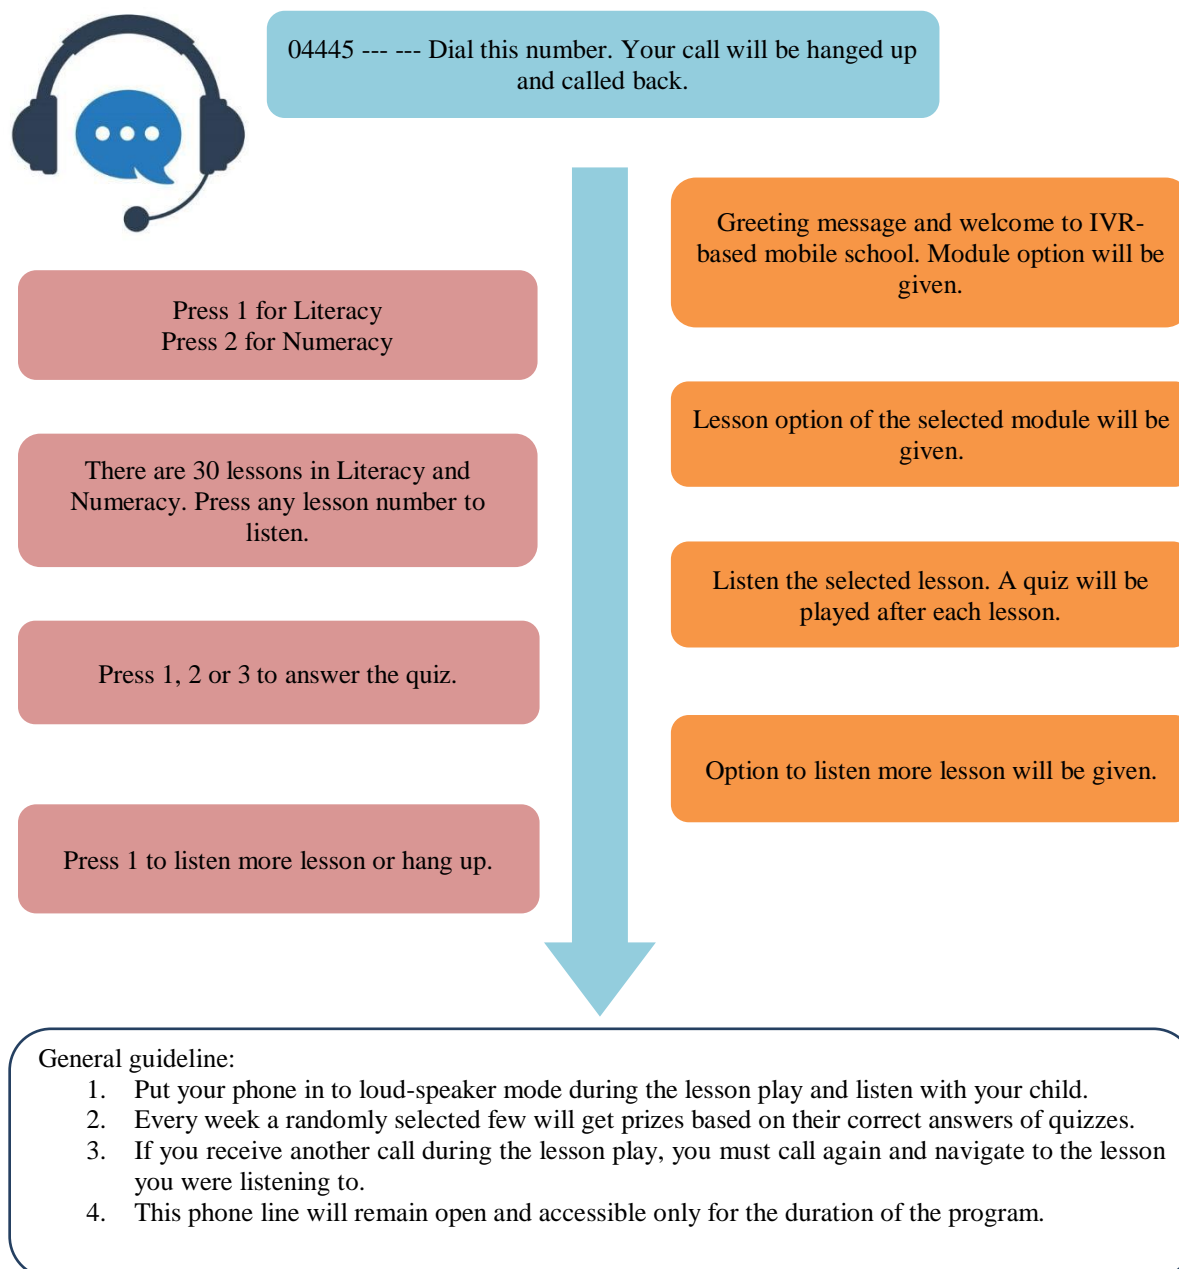 04445 --- --- Dial this number. Your call will be hanged up
and called back.
Greeting message and welcome to IVR-
based mobile school. Module option will be
given.
Press 1 for Literacy
Press 2 for Numeracy
Lesson option of the selected module will be
given.
There are 30 lessons in Literacy and
Numeracy. Press any lesson number to
listen.
Listen the selected lesson. A quiz will be
played after each lesson.
Press 1, 2 or 3 to answer the quiz.
Option to listen more lesson will be given.
Press 1 to listen more lesson or hang up.
General guideline:
1. Put your phone in to loud-speaker mode during the lesson play and listen with your child.
2. Every week a randomly selected few will get prizes based on their correct answers of quizzes.
3. If you receive another call during the lesson play, you must call again and navigate to the lesson
you were listening to.
4. This phone line will remain open and accessible only for the duration of the program.